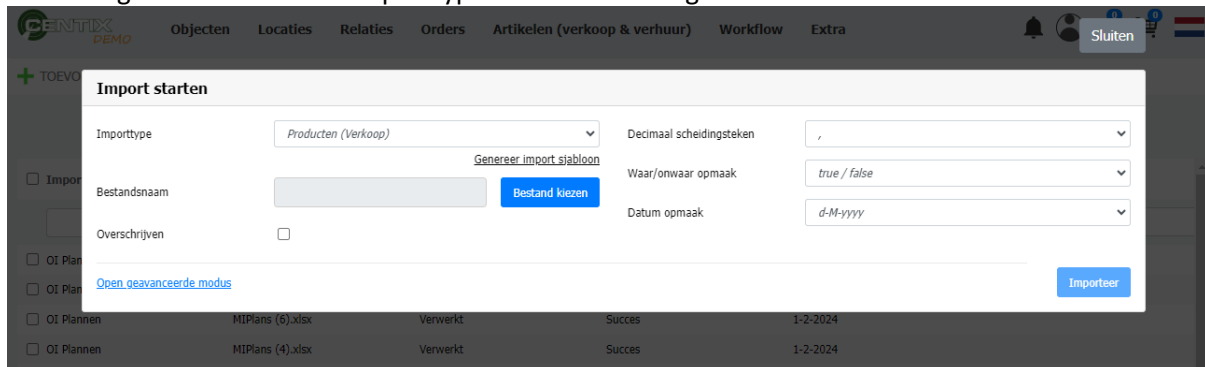 CENTIX DEMO Objecten Locaties Relaties Orders Artikelen (verkoop & verhuur) Workflow Extra 0 0 Sluiten
TOEVO
Import starten
Importtype Producten (Verkoop) Decimaal scheidingsteken ,
Genereer import sjabloon
Waar/onwaar opmaak true / false
Bestandsnaam Bestand kiezen
Datum opmaak d-M-yyyy
Overschrijven
Impor
OI Plan
Open geavanceerde modus Importeer
OI Plan
OI Plannen MIPlans (6).xlsx Verwerkt Succes 1-2-2024
OI Plannen MIPlans (4).xlsx Verwerkt Succes 1-2-2024